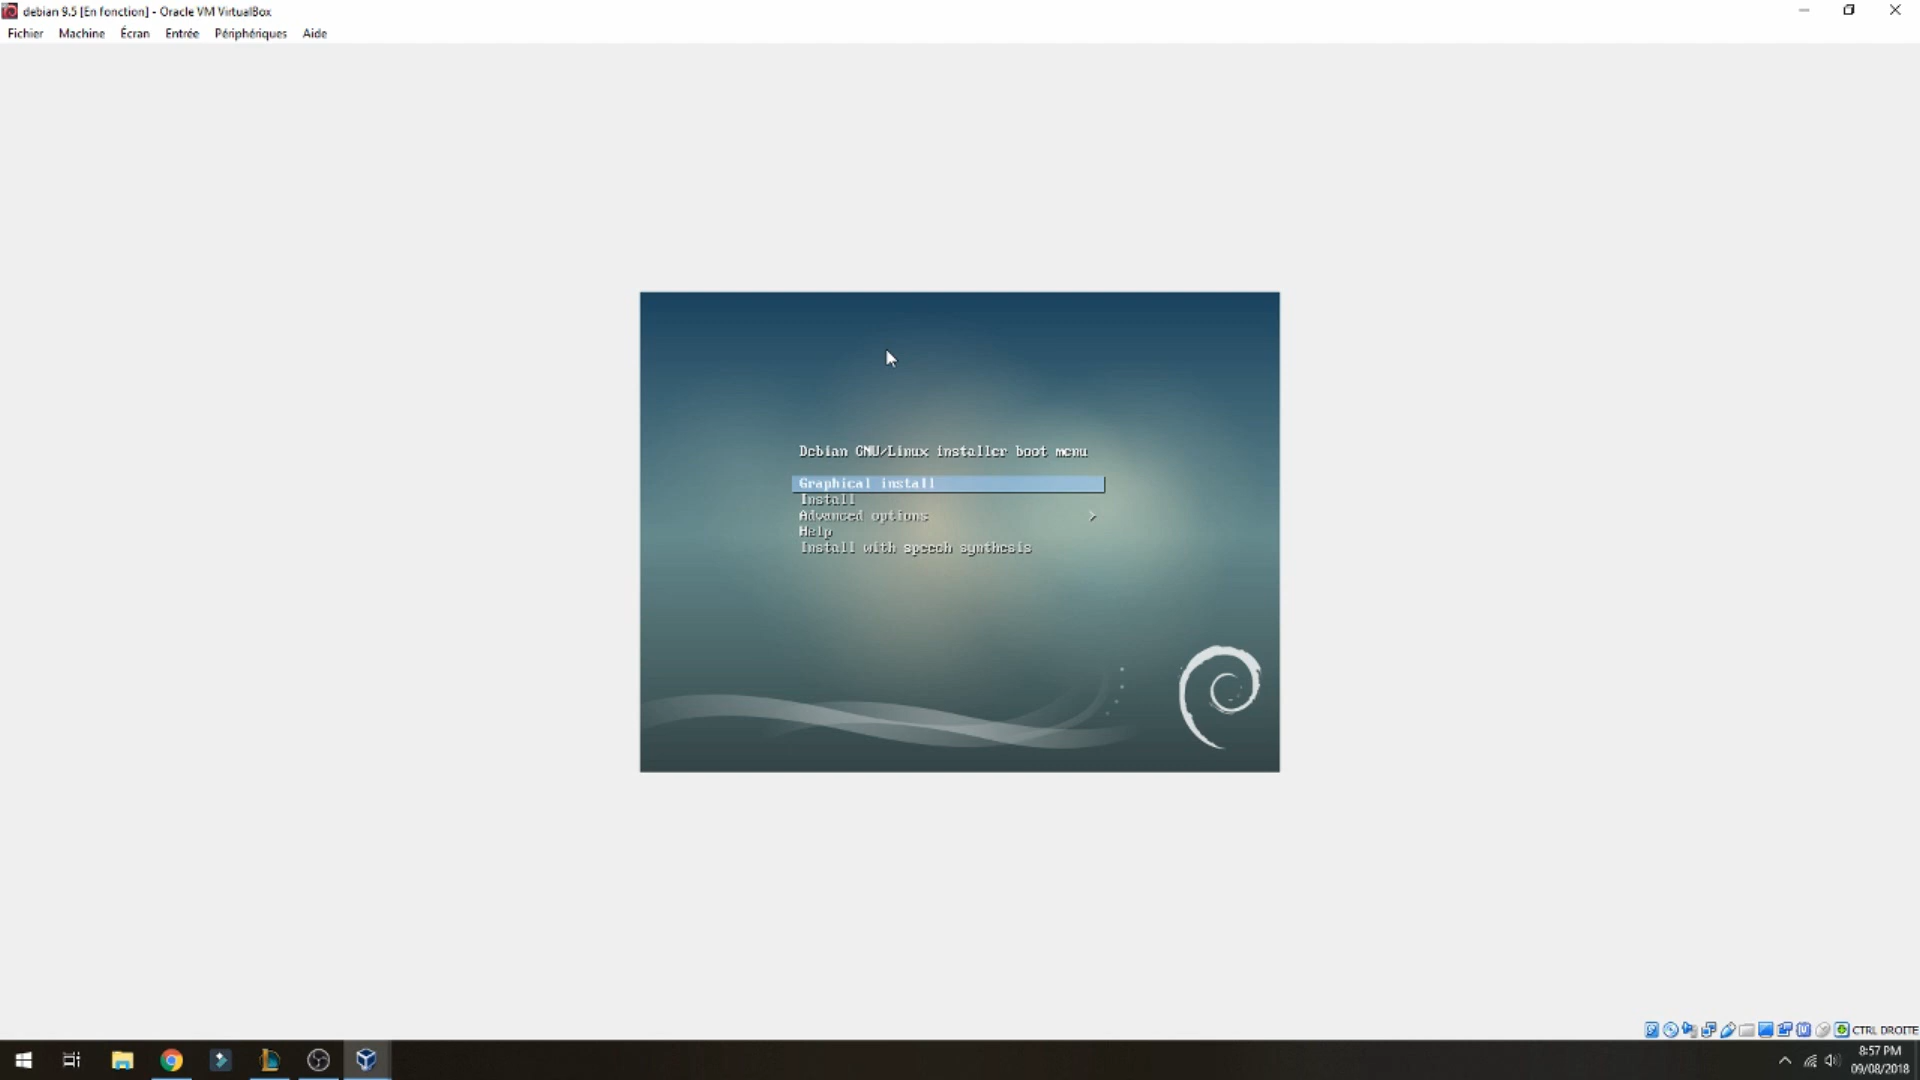 debian 9.5 [En fonction] - Oracle VM VirtualBox
Fichier Machine Écran Entrée Périphériques Aide
Debian GNU/Linux installer boot menu
Graphical install
Install
Advanced options >
Help
Install with speech synthesis
CTRL DROITE
8:57 PM
09/08/2018